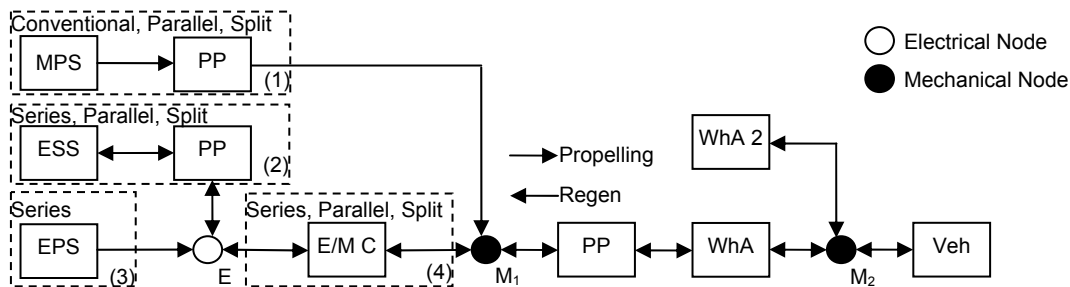 Conventional, Parallel, Split
MPS
PP
(1)
Electrical Node
Mechanical Node
Series, Parallel, Split
ESS
PP
(2)
WhA 2
Propelling
Regen
Series
EPS
(3)
E
Series, Parallel, Split
E/M C
(4)
M₁
PP
WhA
M₂
Veh